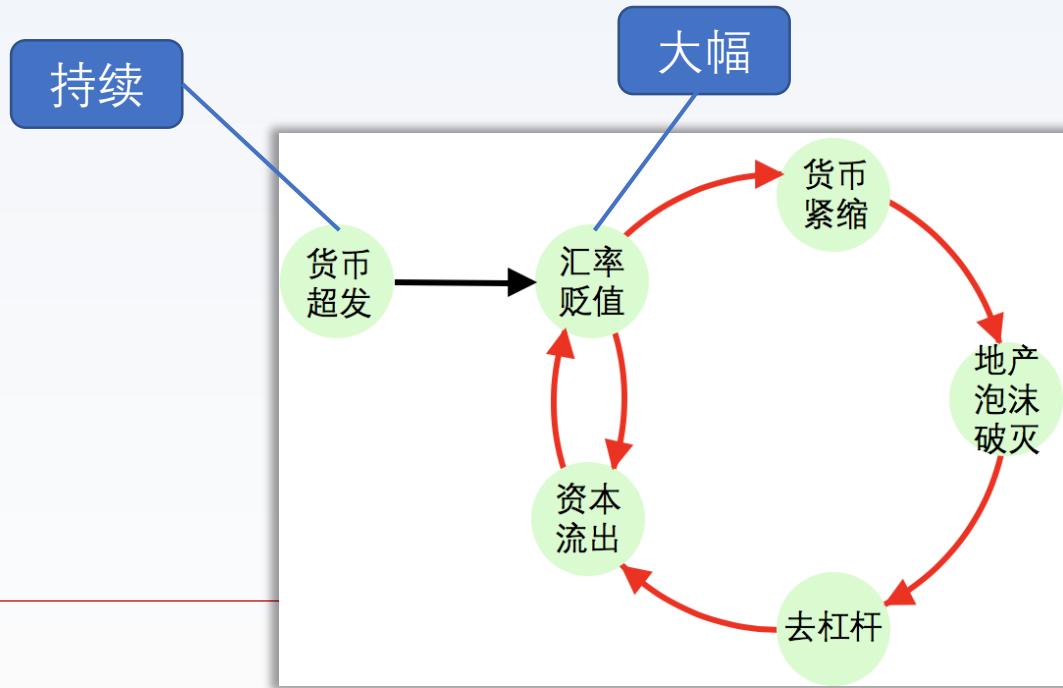 持续
大幅
货币
紧缩
货币
超发
汇率
贬值
地产
泡沫
破灭
资本
流出
去杠杆